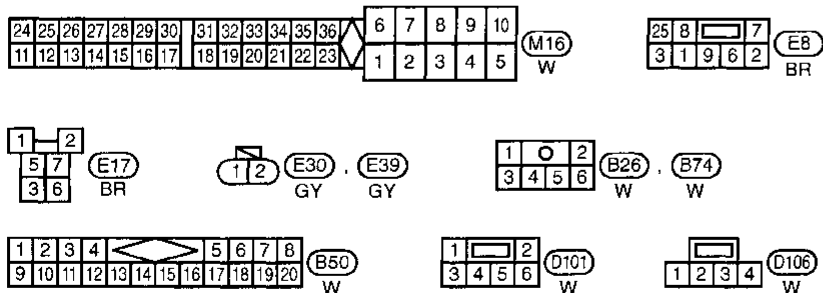 24 25 26 27 28 29 30 31 32 33 34 35 36 6 7 8 9 10
11 12 13 14 15 16 17 18 19 20 21 22 23 1 2 3 4 5
M16
W
25 8 7
3 1 9 6 2
E8
BR
1 2
5 7
3 6
E17
BR
1 2
E30 , E39
GY GY
1 2
3 4 5 6
B26 , B74
W W
1 2 3 4 5 6 7 8
9 10 11 12 13 14 15 16 17 18 19 20
B50
W
1 2
3 4 5 6
D101
W
1 2 3 4
D106
W